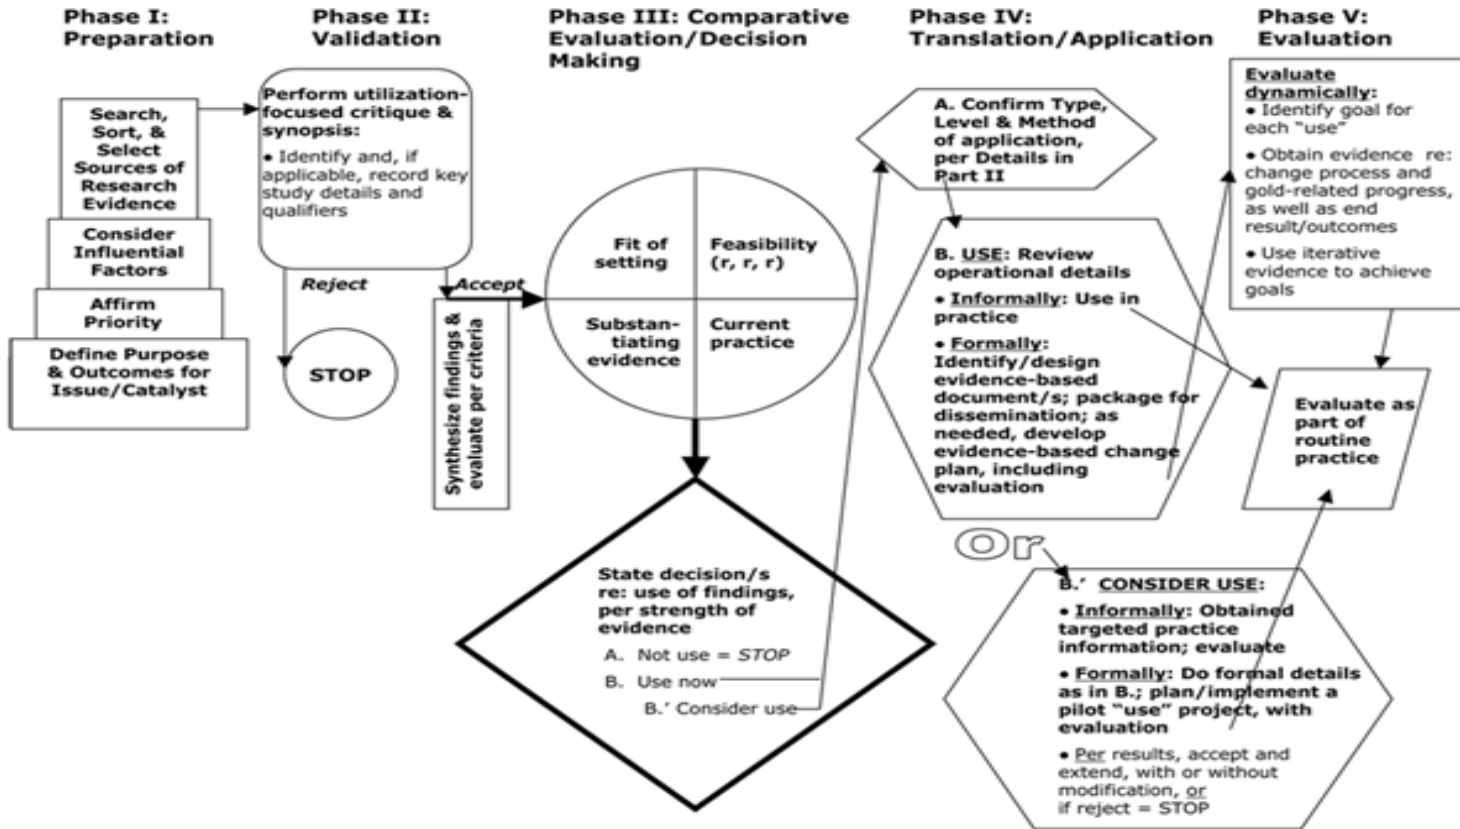 Phase I:
Preparation
Search,
Sort, &
Select
Sources of
Research
Evidence
Consider
Influential
Factors
Affirm
Priority
Define Purpose
& Outcomes for
Issue/Catalyst
Phase II:
Validation
Perform utilization-
focused critique &
synopsis:
• Identify and, if
applicable, record key
study details and
qualifiers
Reject
Accept
STOP
Synthesize findings &
evaluate per criteria
Phase III: Comparative
Evaluation/Decision
Making
Fit of
setting
Feasibility
(r, r, r)
Substan-
tiating
evidence
Current
practice
State decision/s
re: use of findings,
per strength of
evidence
A. Not use = STOP
B. Use now
B.' Consider use
Phase IV:
Translation/Application
A. Confirm Type,
Level & Method
of application,
per Details in
Part II
B. USE: Review
operational details
• Informally: Use in
practice
• Formally:
Identify/design
evidence-based
document/s; package for
dissemination; as
needed, develop
evidence-based change
plan, including
evaluation
Or
B.' CONSIDER USE:
• Informally: Obtained
targeted practice
information; evaluate
• Formally: Do formal details
as in B.; plan/implement a
pilot “use” project, with
evaluation
• Per results, accept and
extend, with or without
modification, or
if reject = STOP
Phase V:
Evaluation
Evaluate
dynamically:
• Identify goal for
each “use”
• Obtain evidence re:
change process and
gold-related progress,
as well as end
result/outcomes
• Use iterative
evidence to achieve
goals
Evaluate as
part of
routine
practice